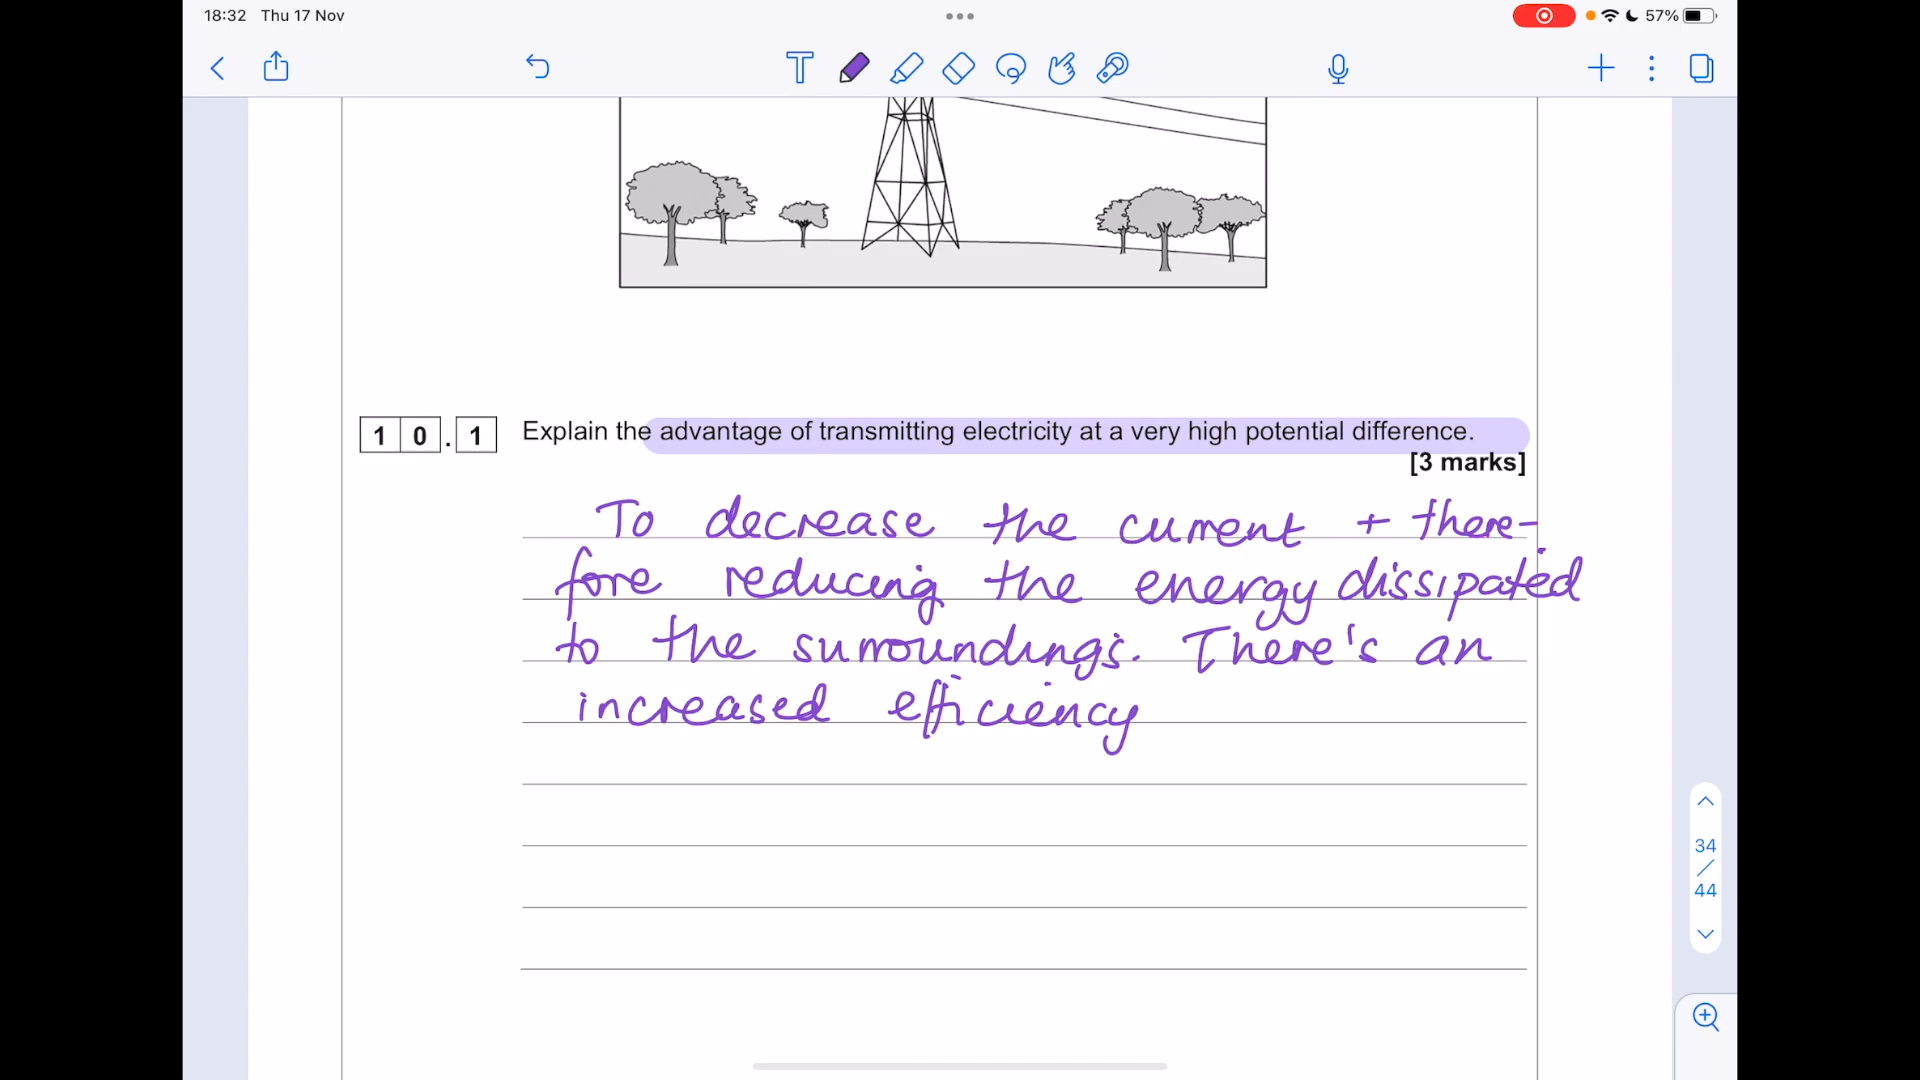 18:32 Thu 17 Nov
57%
T
1 0 . 1 Explain the advantage of transmitting electricity at a very high potential difference.
[3 marks]
To decrease the current + there-
fore reducing the energy dissipated
to the surroundings. There's an
increased efficiency
34
/
44